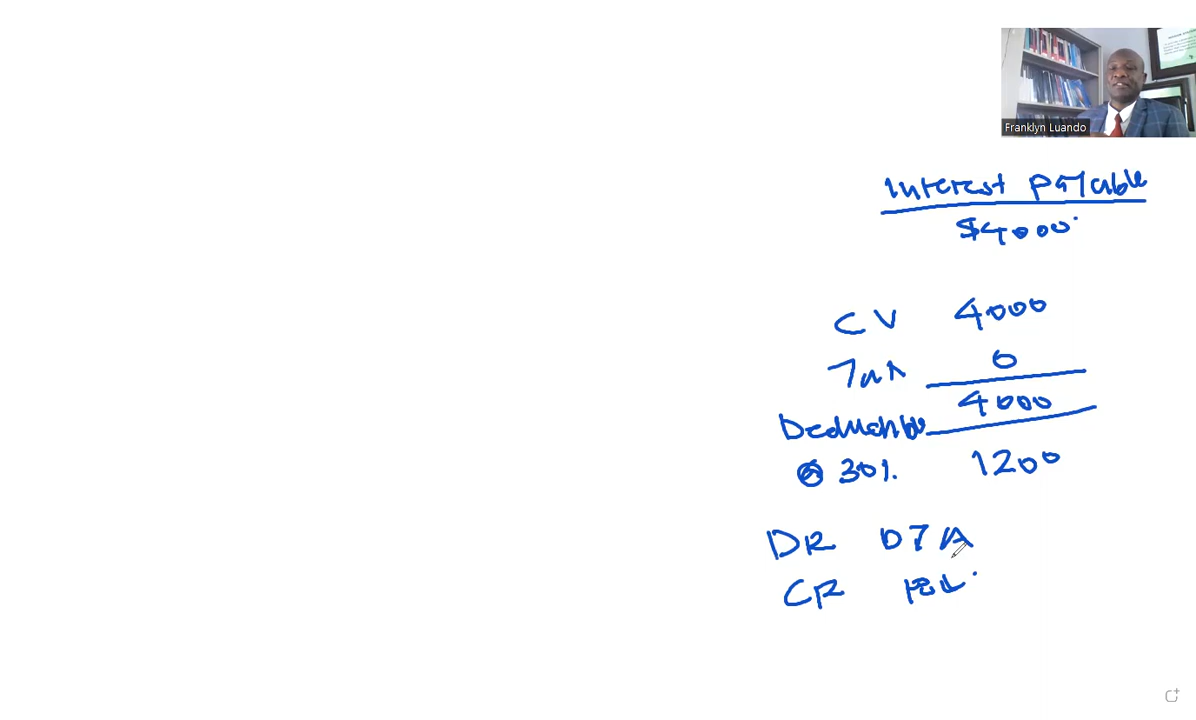 Franklyn Luando
Interest payable
$4000
CV 4000
Tax 0
4000
Deductible
@ 30% 1200
DR DTA
CR P&L